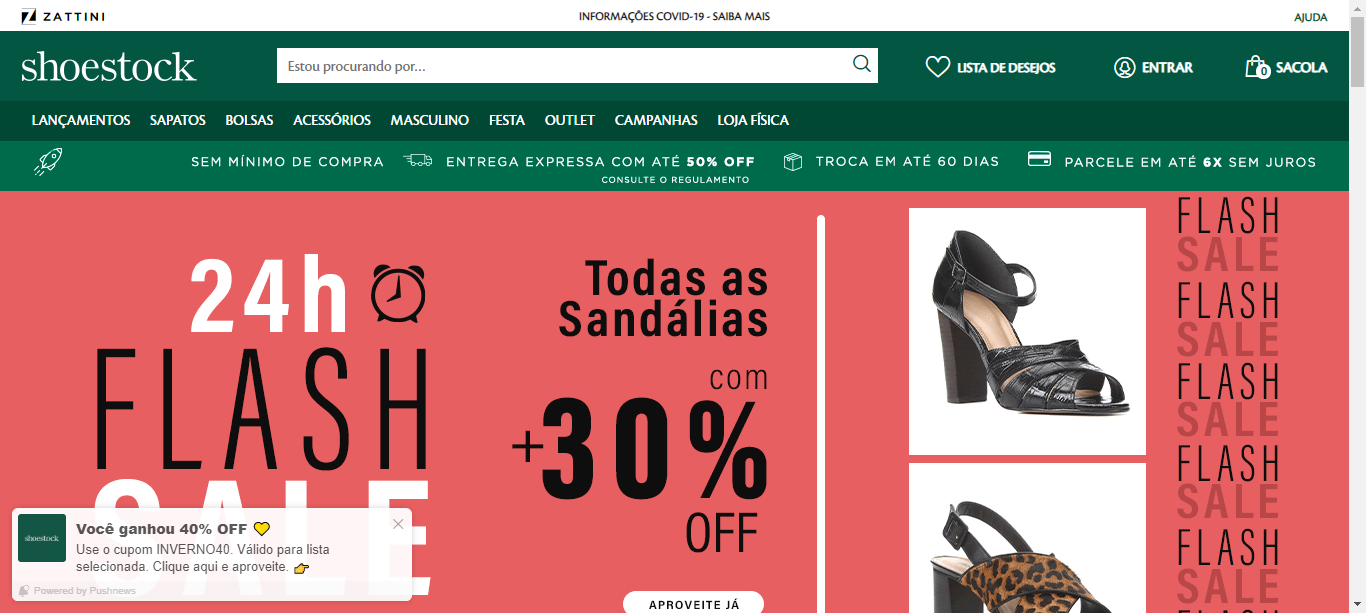 ZATTINI
INFORMAÇÕES COVID-19 - SAIBA MAIS
AJUDA
shoestock
Estou procurando por...
LISTA DE DESEJOS
ENTRAR
0
SACOLA
LANÇAMENTOS SAPATOS BOLSAS ACESSÓRIOS MASCULINO FESTA OUTLET CAMPANHAS LOJA FÍSICA
SEM MÍNIMO DE COMPRA
ENTREGA EXPRESSA COM ATÉ 50% OFF
CONSULTE O REGULAMENTO
TROCA EM ATÉ 60 DIAS
PARCELE EM ATÉ 6X SEM JUROS
24h
FLASH
SALE
Todas as
Sandálias
com
+30%
OFF
APROVEITE JÁ
FLASH
SALE
FLASH
SALE
FLASH
SALE
FLASH
SALE
FLASH
SALE
shoestock
Você ganhou 40% OFF 💛
Use o cupom INVERNO40. Válido para lista
selecionada. Clique aqui e aproveite. 👉
Powered by Pushnews